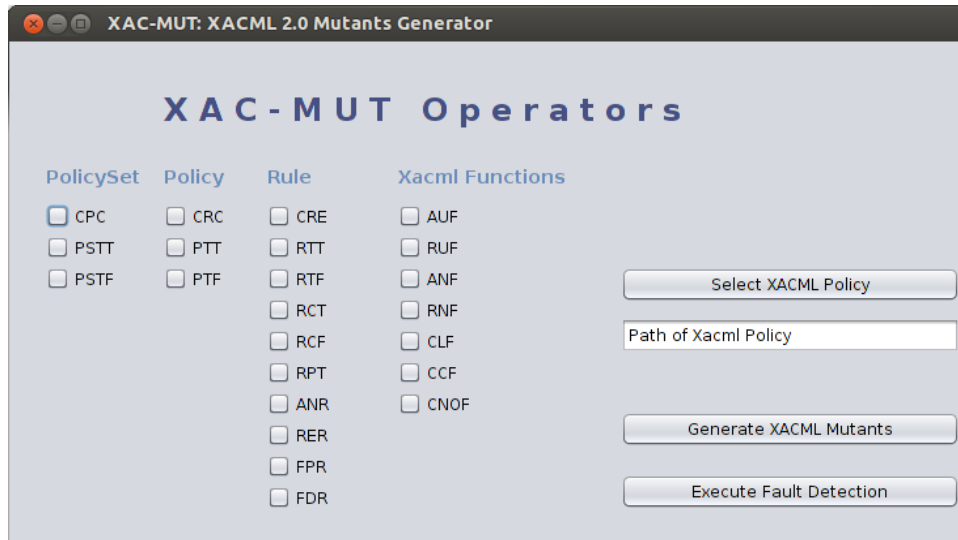 XAC-MUT: XACML 2.0 Mutants Generator
XAC-MUT Operators
PolicySet Policy Rule Xacml Functions
CPC CRC CRE AUF
PSTT PTT RTT RUF
PSTF PTF RTF ANF
Select XACML Policy
RCT RNF
Path of Xacml Policy
RCF CLF
RPT CCF
ANR CNOF
Generate XACML Mutants
RER
FPR
Execute Fault Detection
FDR